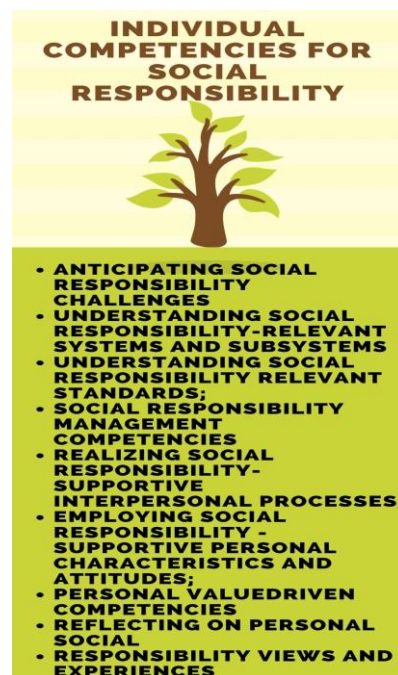 INDIVIDUAL
COMPETENCIES FOR
SOCIAL
RESPONSIBILITY
• ANTICIPATING SOCIAL
RESPONSIBILITY
CHALLENGES
• UNDERSTANDING SOCIAL
RESPONSIBILITY-RELEVANT
SYSTEMS AND SUBSYSTEMS
• UNDERSTANDING SOCIAL
RESPONSIBILITY RELEVANT
STANDARDS;
• SOCIAL RESPONSIBILITY
MANAGEMENT
COMPETENCIES
• REALIZING SOCIAL
RESPONSIBILITY-
SUPPORTIVE
INTERPERSONAL PROCESSES
• EMPLOYING SOCIAL
RESPONSIBILITY -
SUPPORTIVE PERSONAL
CHARACTERISTICS AND
ATTITUDES;
• PERSONAL VALUEDRIVEN
COMPETENCIES
• REFLECTING ON PERSONAL
SOCIAL
• RESPONSIBILITY VIEWS AND
EXPERIENCES